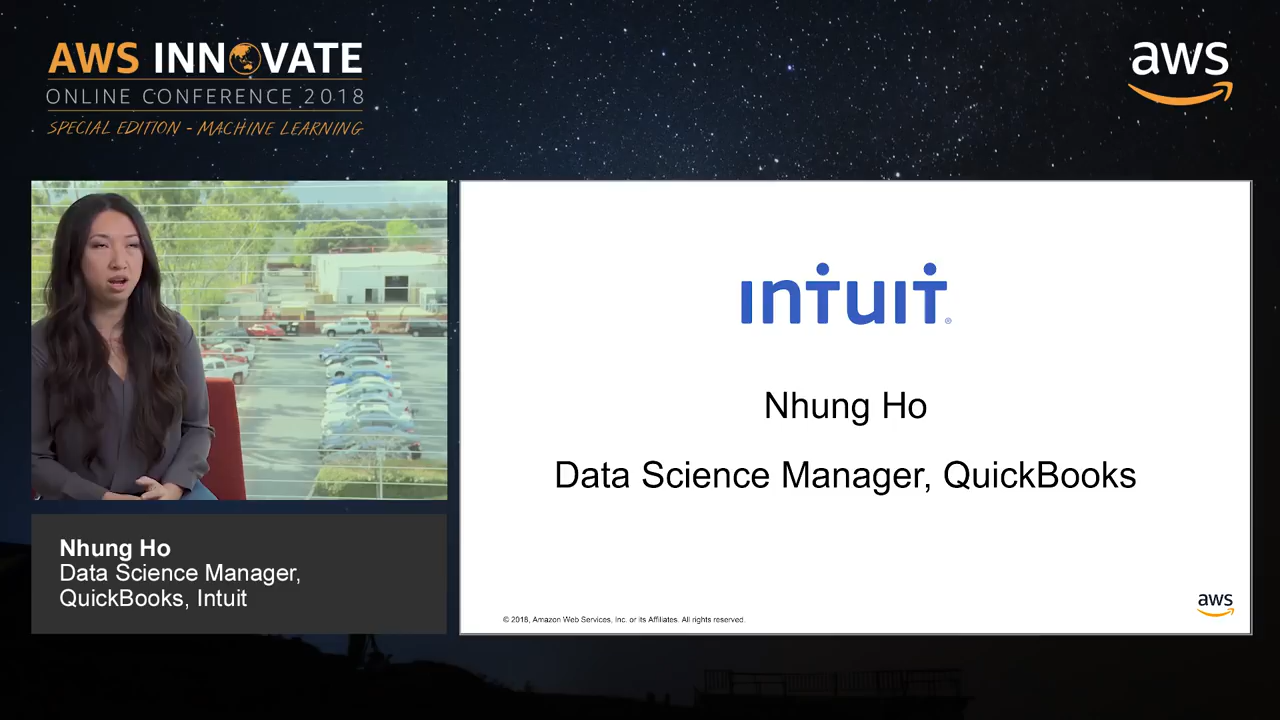 AWS INNOVATE
ONLINE CONFERENCE 2018
SPECIAL EDITION - MACHINE LEARNING
aws
intuit®
Nhung Ho
Data Science Manager, QuickBooks
aws
© 2018, Amazon Web Services, Inc. or its Affiliates. All rights reserved.
Nhung Ho
Data Science Manager,
QuickBooks, Intuit